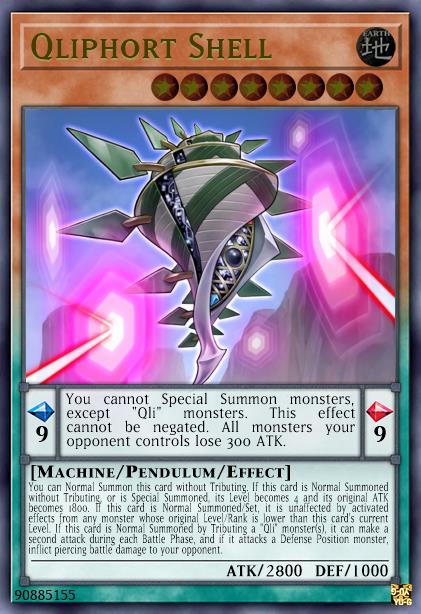 QLIPHORT SHELL
EARTH
地
You cannot Special Summon monsters,
except "Qli" monsters. This effect
cannot be negated. All monsters your
opponent controls lose 300 ATK.
9
9
[MACHINE/PENDULUM/EFFECT]
You can Normal Summon this card without Tributing. If this card is Normal Summoned
without Tributing, or is Special Summoned, its Level becomes 4 and its original ATK
becomes 1800. If this card is Normal Summoned/Set, it is unaffected by activated
effects from any monster whose original Level/Rank is lower than this card's current
Level. If this card is Normal Summoned by Tributing a "Qli" monster(s), it can make a
second attack during each Battle Phase, and if it attacks a Defense Position monster,
inflict piercing battle damage to your opponent.
ATK/2800 DEF/1000
90885155